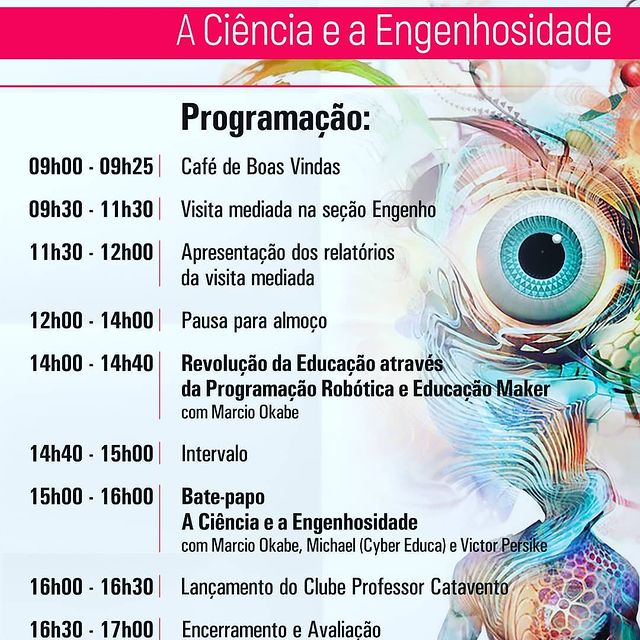 A Ciência e a Engenhosidade
Programação:
09h00 - 09h25 Café de Boas Vindas
09h30 - 11h30 Visita mediada na seção Engenho
11h30 - 12h00 Apresentação dos relatórios
da visita mediada
12h00 - 14h00 Pausa para almoço
14h00 - 14h40 Revolução da Educação através
da Programação Robótica e Educação Maker
com Marcio Okabe
14h40 - 15h00 Intervalo
15h00 - 16h00 Bate-papo
A Ciência e a Engenhosidade
com Marcio Okabe, Michael (Cyber Educa) e Victor Persike
16h00 - 16h30 Lançamento do Clube Professor Catavento
16h30 - 17h00 Encerramento e Avaliação